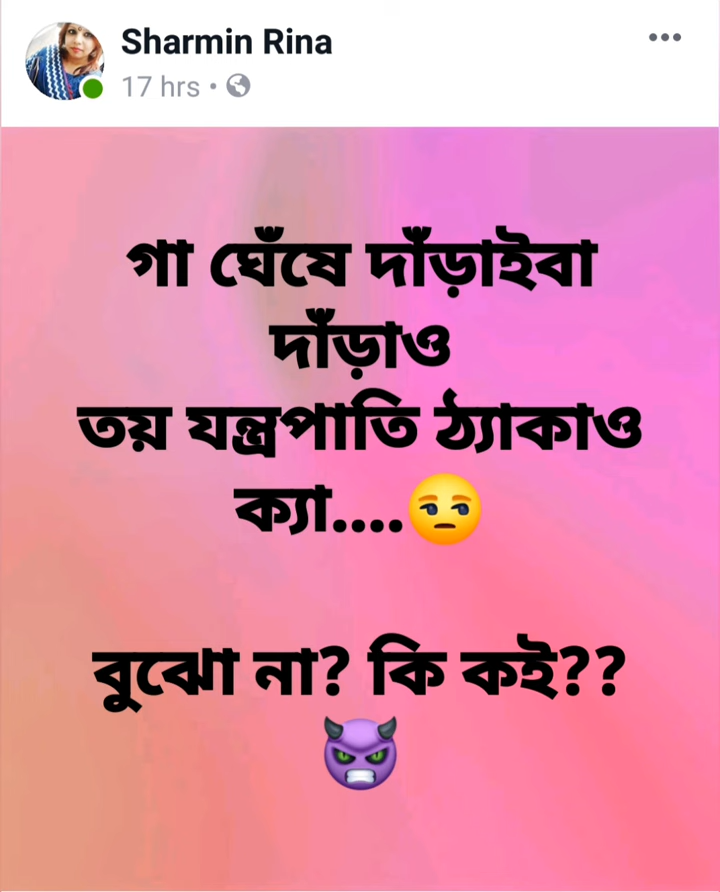 Sharmin Rina
17 hrs •
গা ঘেঁষে দাঁড়াইবা
দাঁড়াও
তয় যন্ত্রপাতি ঠ্যাকাও
ক্যা....😒
বুঝো না? কি কই??
👿